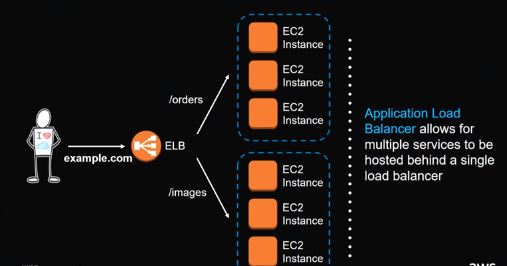 EC2
Instance
EC2
Instance
EC2
Instance
/orders
example.com
ELB
/images
EC2
Instance
EC2
Instance
EC2
Instance
Application Load
Balancer allows for
multiple services to be
hosted behind a single
load balancer
I
aws